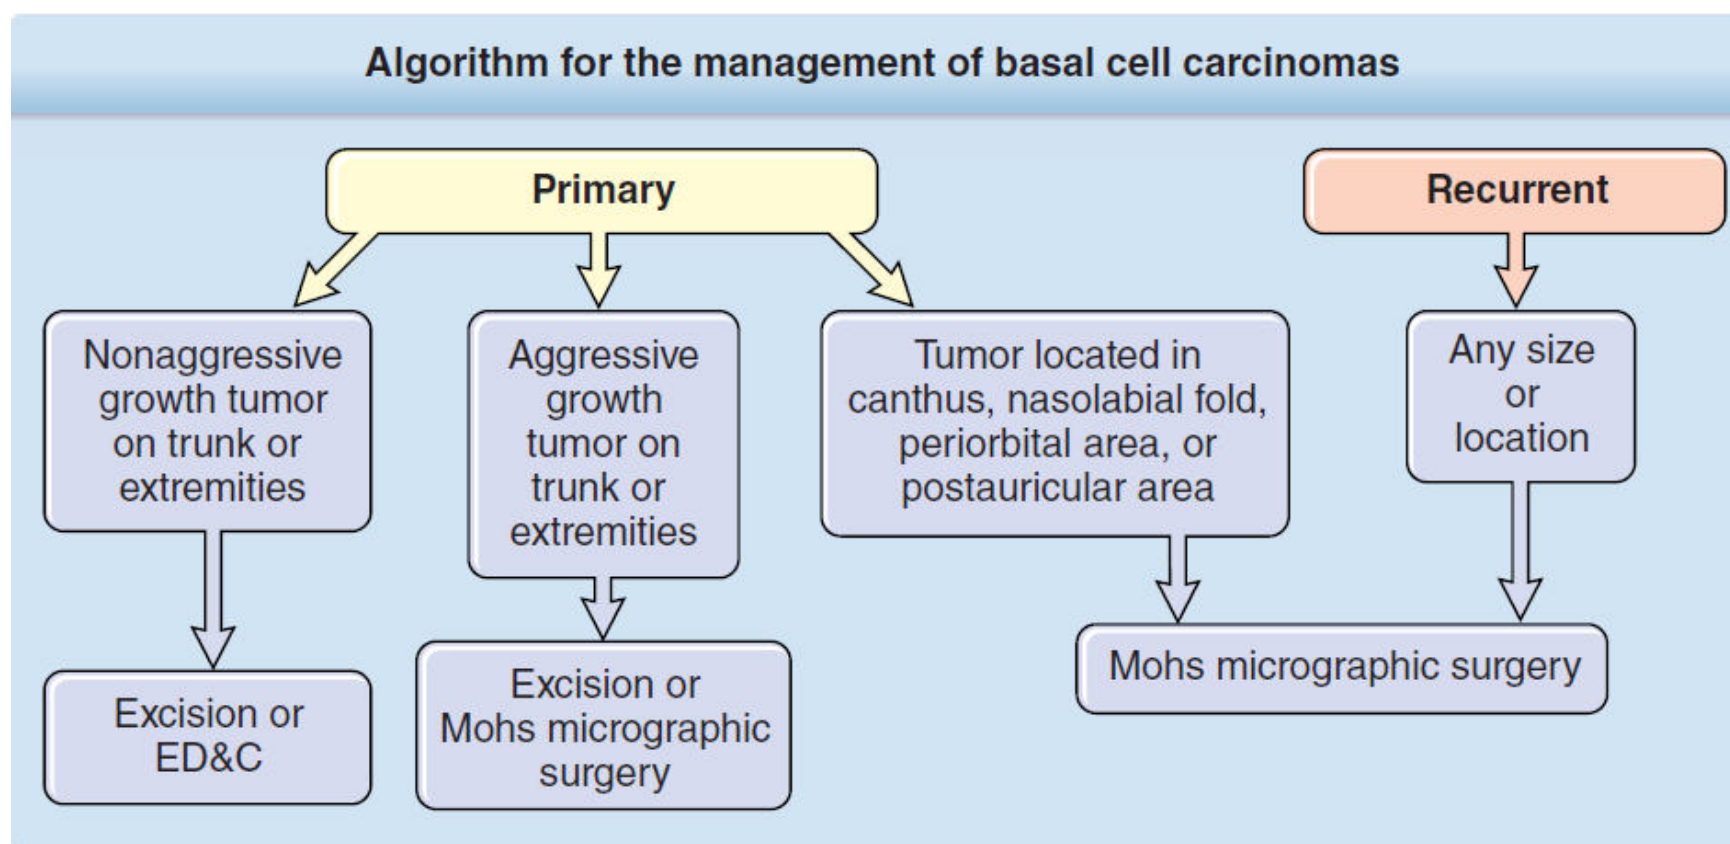 Algorithm for the management of basal cell carcinomas
Primary
Recurrent
Nonaggressive
growth tumor
on trunk or
extremities
Aggressive
growth
tumor on
trunk or
extremities
Tumor located in
canthus, nasolabial fold,
periorbital area, or
postauricular area
Any size
or
location
Excision or
ED&C
Excision or
Mohs micrographic
surgery
Mohs micrographic surgery